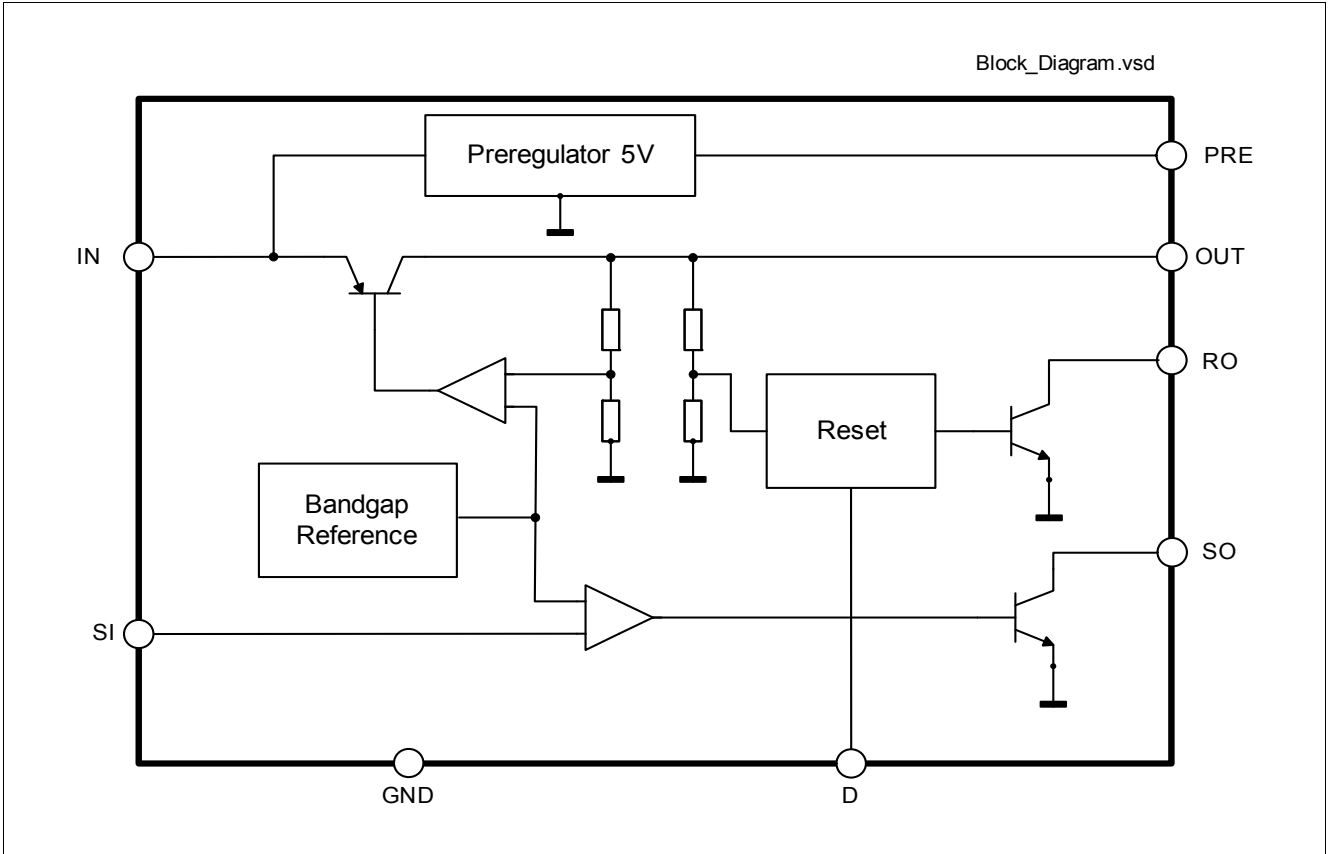 Block_Diagram.vsd
Preregulator 5V
PRE
IN
OUT
RO
Reset
Bandgap
Reference
SO
SI
GND
D